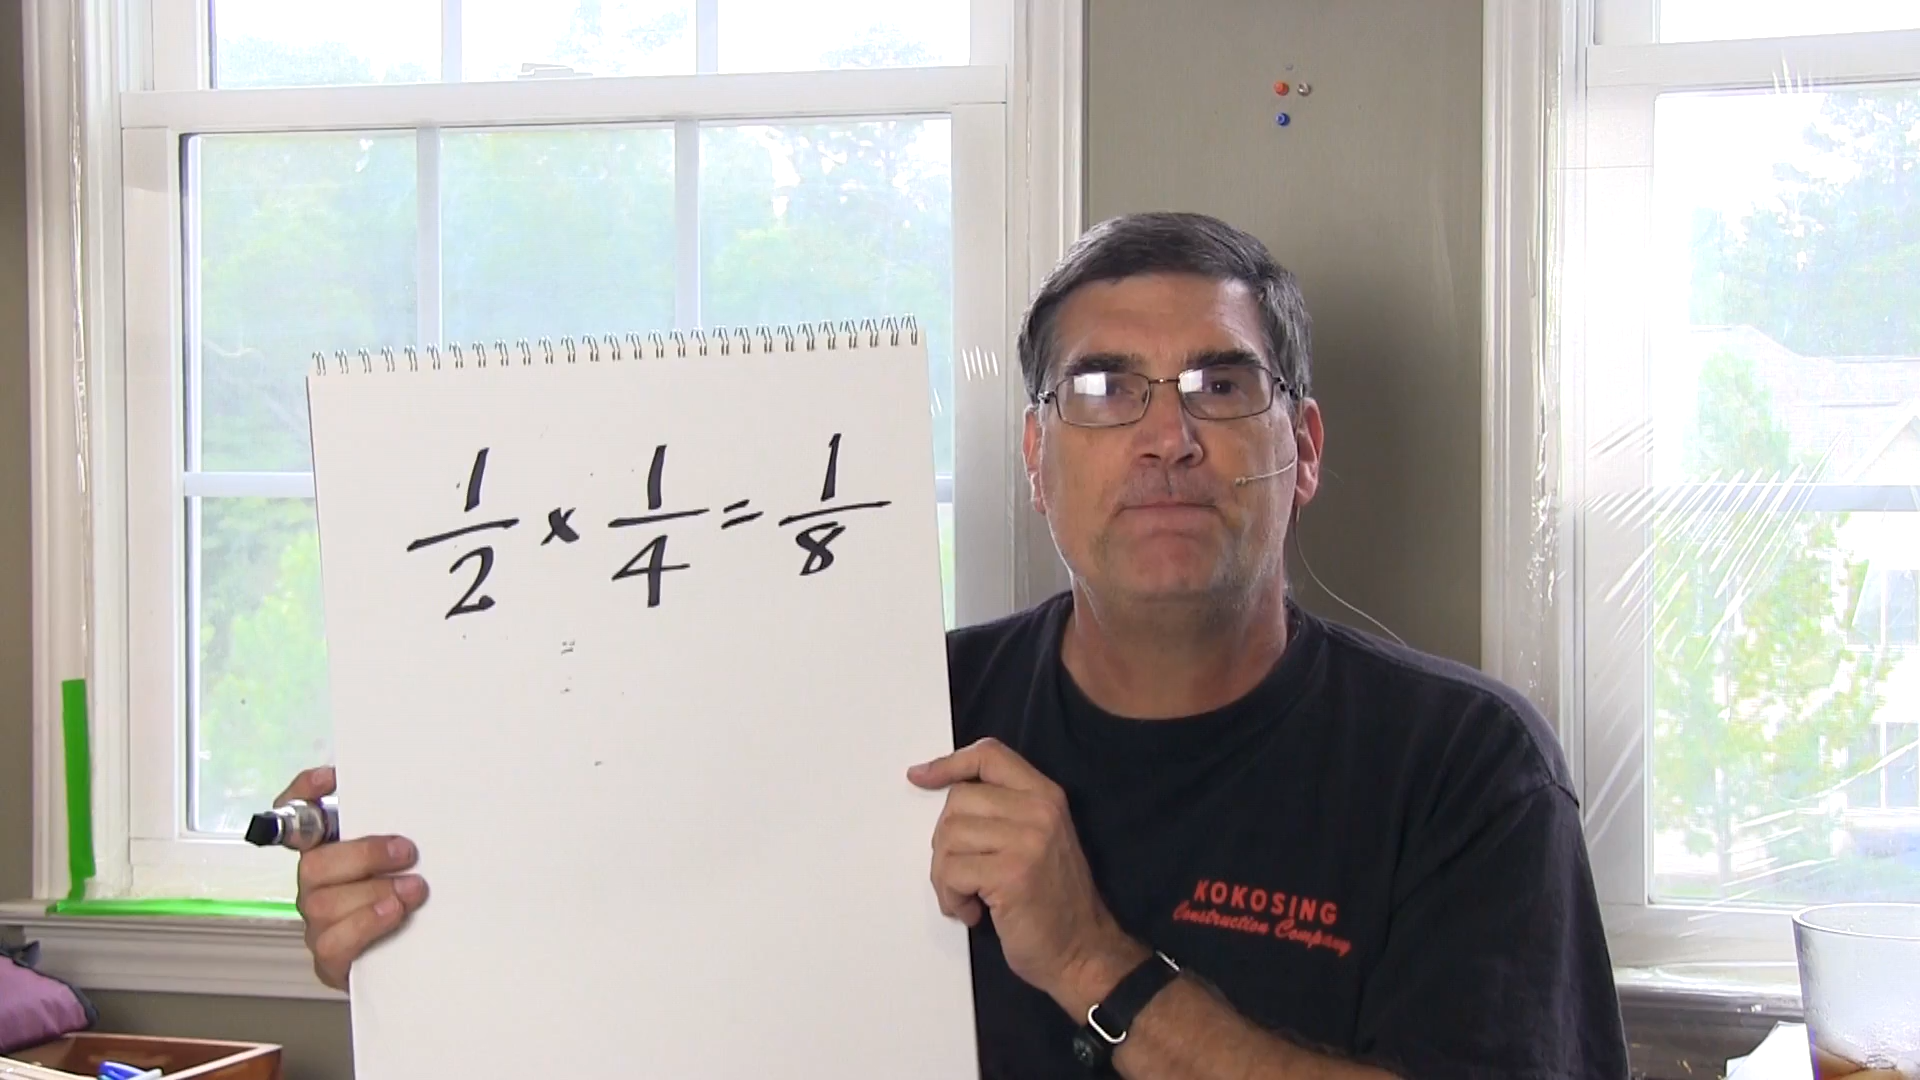 1/2 x 1/4 = 1/8
KOKOSING
Construction Company